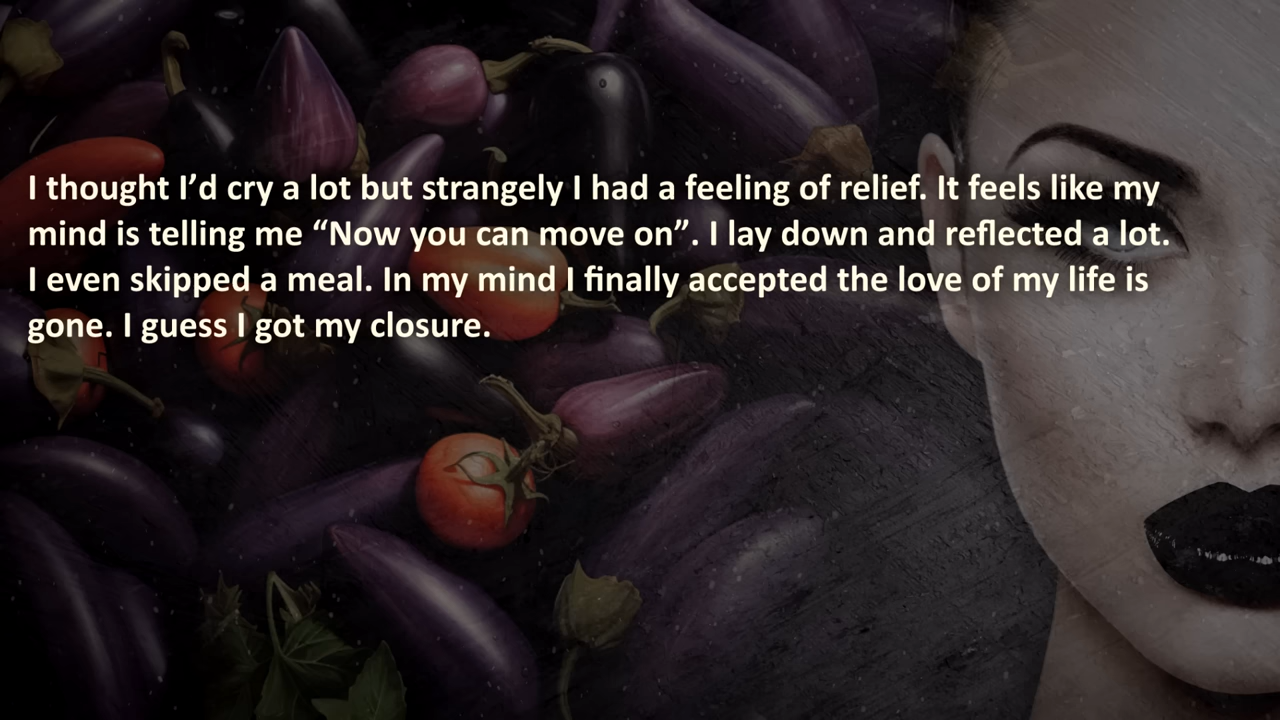 I thought I’d cry a lot but strangely I had a feeling of relief. It feels like my
mind is telling me “Now you can move on”. I lay down and reflected a lot.
I even skipped a meal. In my mind I finally accepted the love of my life is
gone. I guess I got my closure.